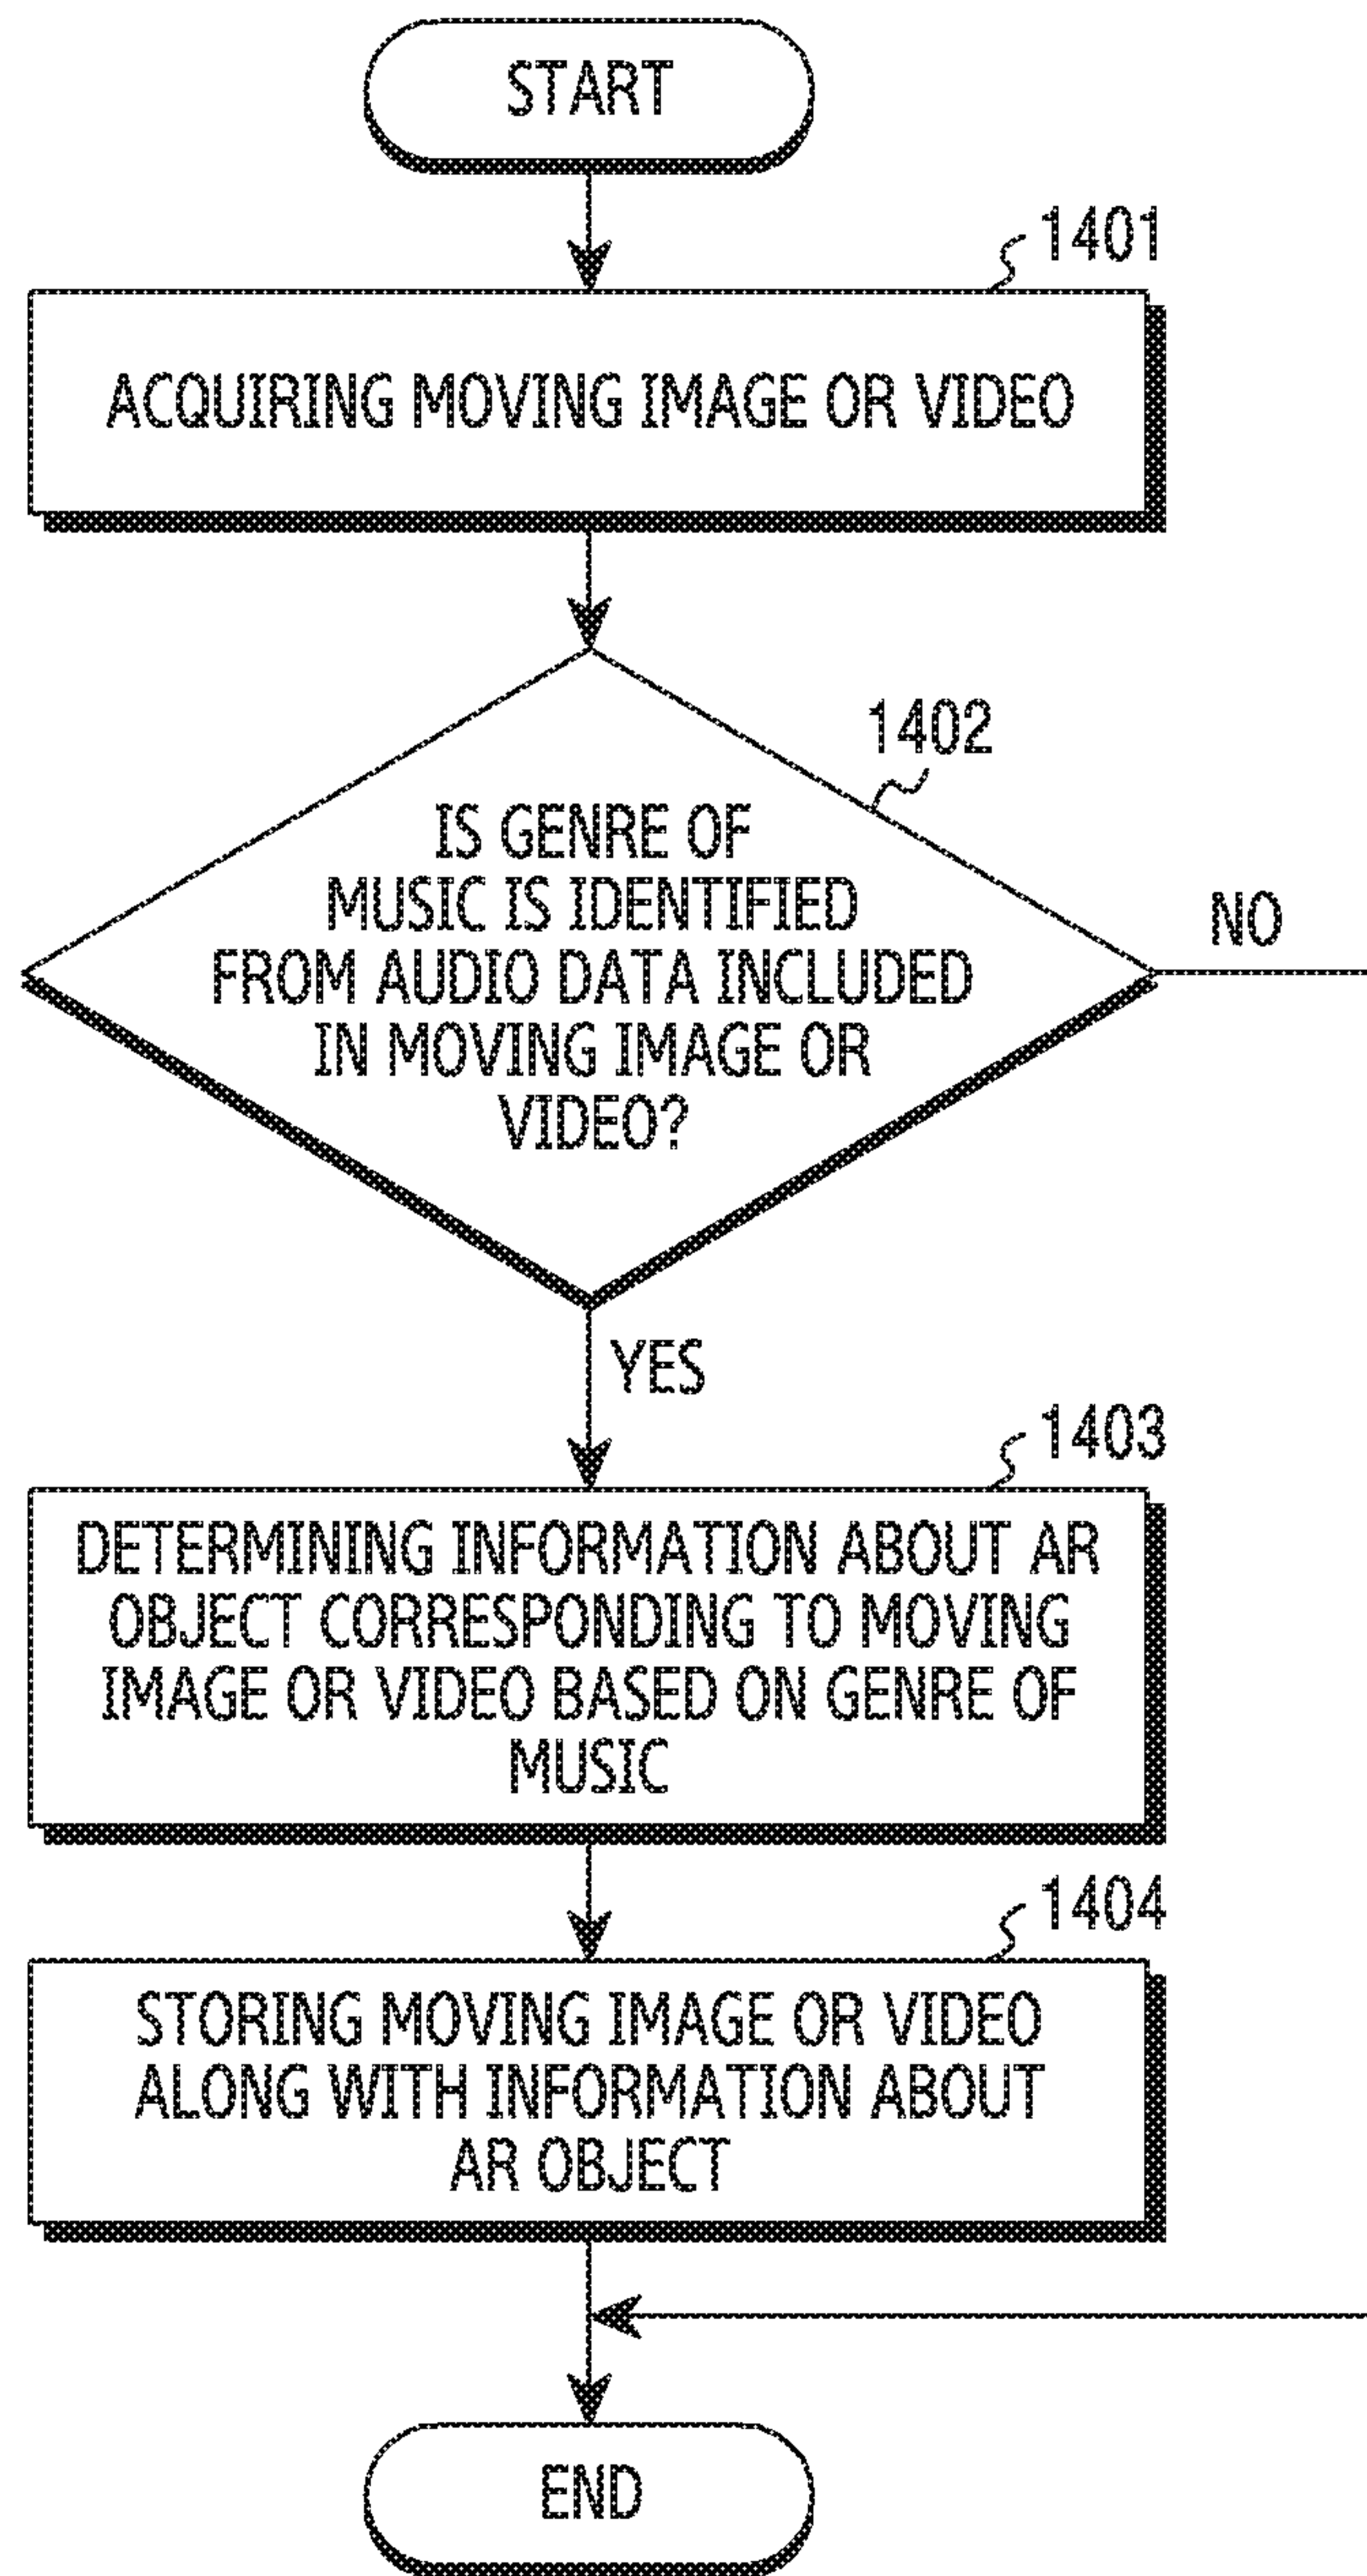 START
1401
ACQUIRING MOVING IMAGE OR VIDEO
1402
IS GENRE OF
MUSIC IS IDENTIFIED
FROM AUDIO DATA INCLUDED
IN MOVING IMAGE OR
VIDEO?
NO
YES
1403
DETERMINING INFORMATION ABOUT AR
OBJECT CORRESPONDING TO MOVING
IMAGE OR VIDEO BASED ON GENRE OF
MUSIC
1404
STORING MOVING IMAGE OR VIDEO
ALONG WITH INFORMATION ABOUT
AR OBJECT
END